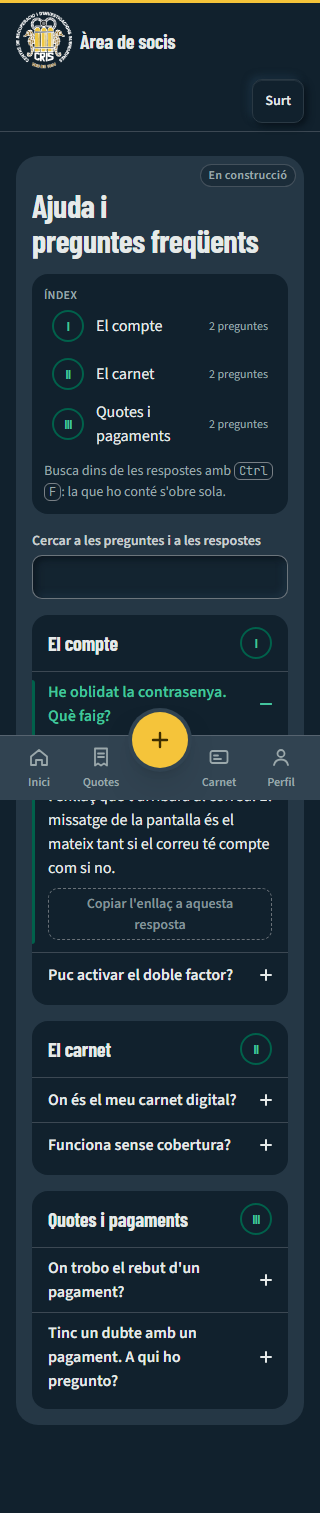 CRIS
Àrea de socis
Surt
En construcció
Ajuda i
preguntes freqüents
ÍNDEX
I El compte 2 preguntes
II El carnet 2 preguntes
III Quotes i
pagaments 2 preguntes
Busca dins de les respostes amb Ctrl
F: la que ho conté s'obre sola.
Cercar a les preguntes i a les respostes
El compte I
He oblidat la contrasenya.
Què faig?
Inici
Quotes
+
Carnet
Perfil
missatge de la pantalla és el
mateix tant si el correu té compte
com si no.
Copiar l'enllaç a aquesta
resposta
Puc activar el doble factor? +
El carnet II
On és el meu carnet digital? +
Funciona sense cobertura? +
Quotes i pagaments III
On trobo el rebut d'un
pagament? +
Tinc un dubte amb un
pagament. A qui ho
pregunto? +